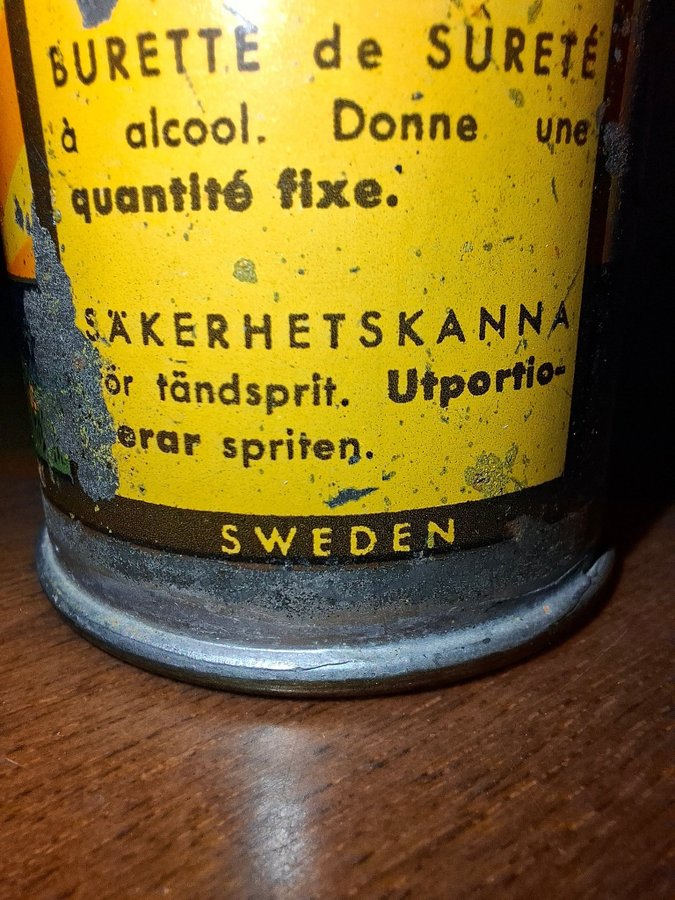 BURETTE de SÛRETÉ
à alcool. Donne une
quantité fixe.
SÄKERHETSKANNA
ör tändsprit. Utportio-
erar spriten.
SWEDEN